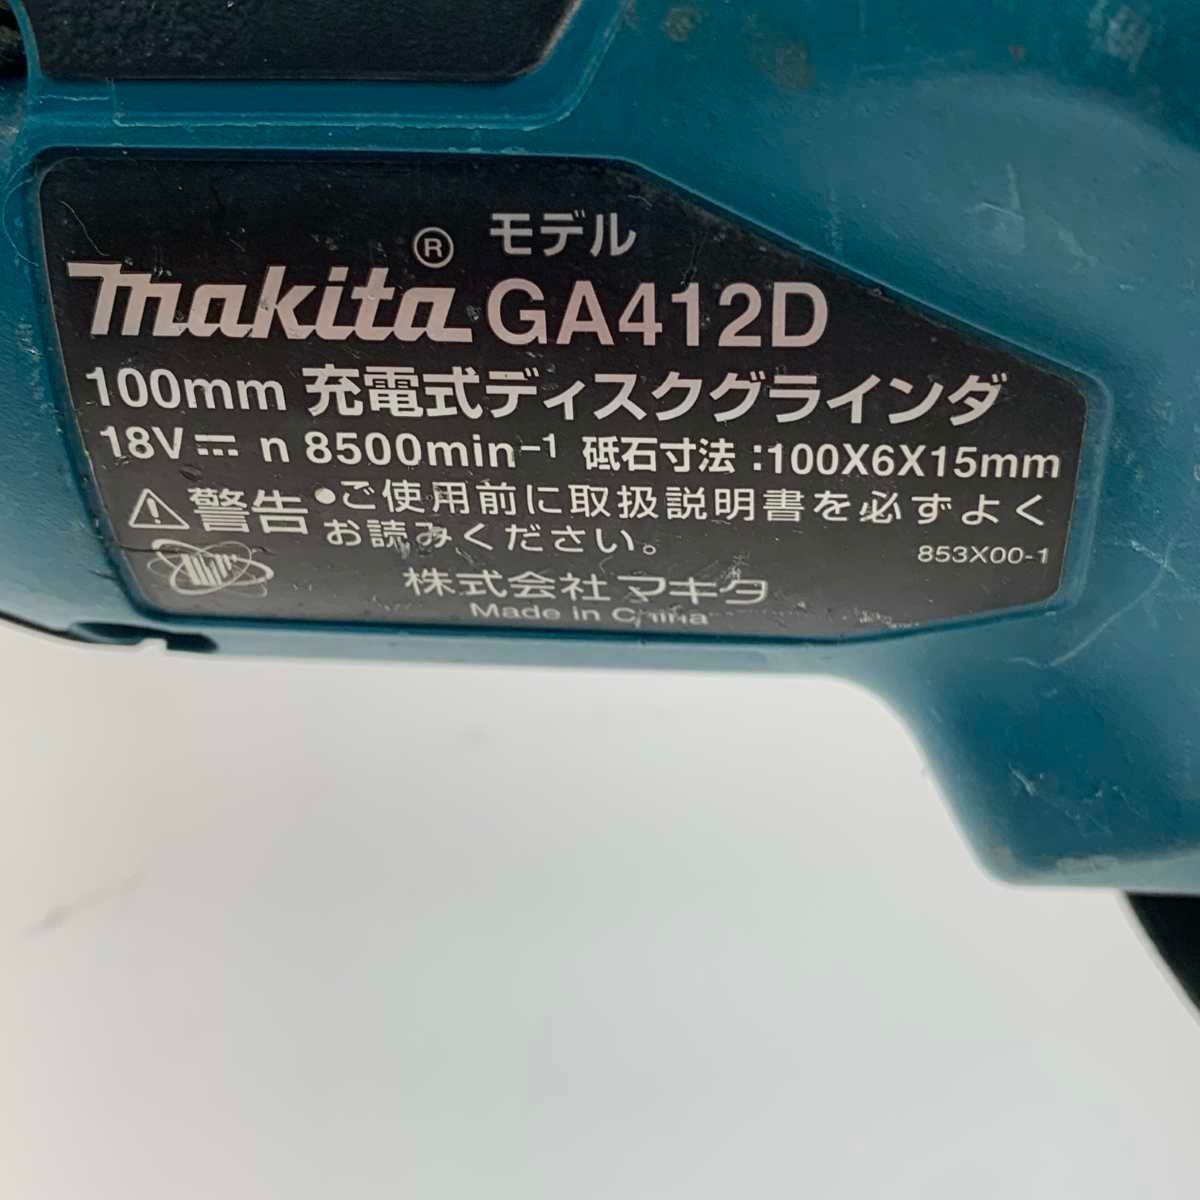 モデル
makita® GA412D
100mm 充電式ディスクグラインダ
18V⎓ n 8500min⁻¹ 砥石寸法:100X6X15mm
⚠警告 •ご使用前に取扱説明書を必ずよく
お読みください。
853X00-1
株式会社マキタ
Made in China